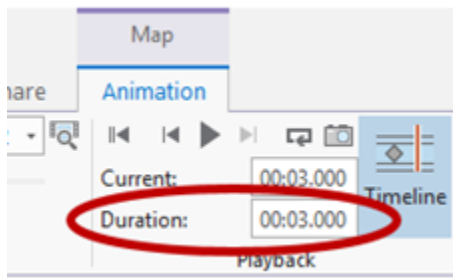 Map
hare
Animation
Current: 00:03.000
Duration: 00:03.000
Timeline
Playback